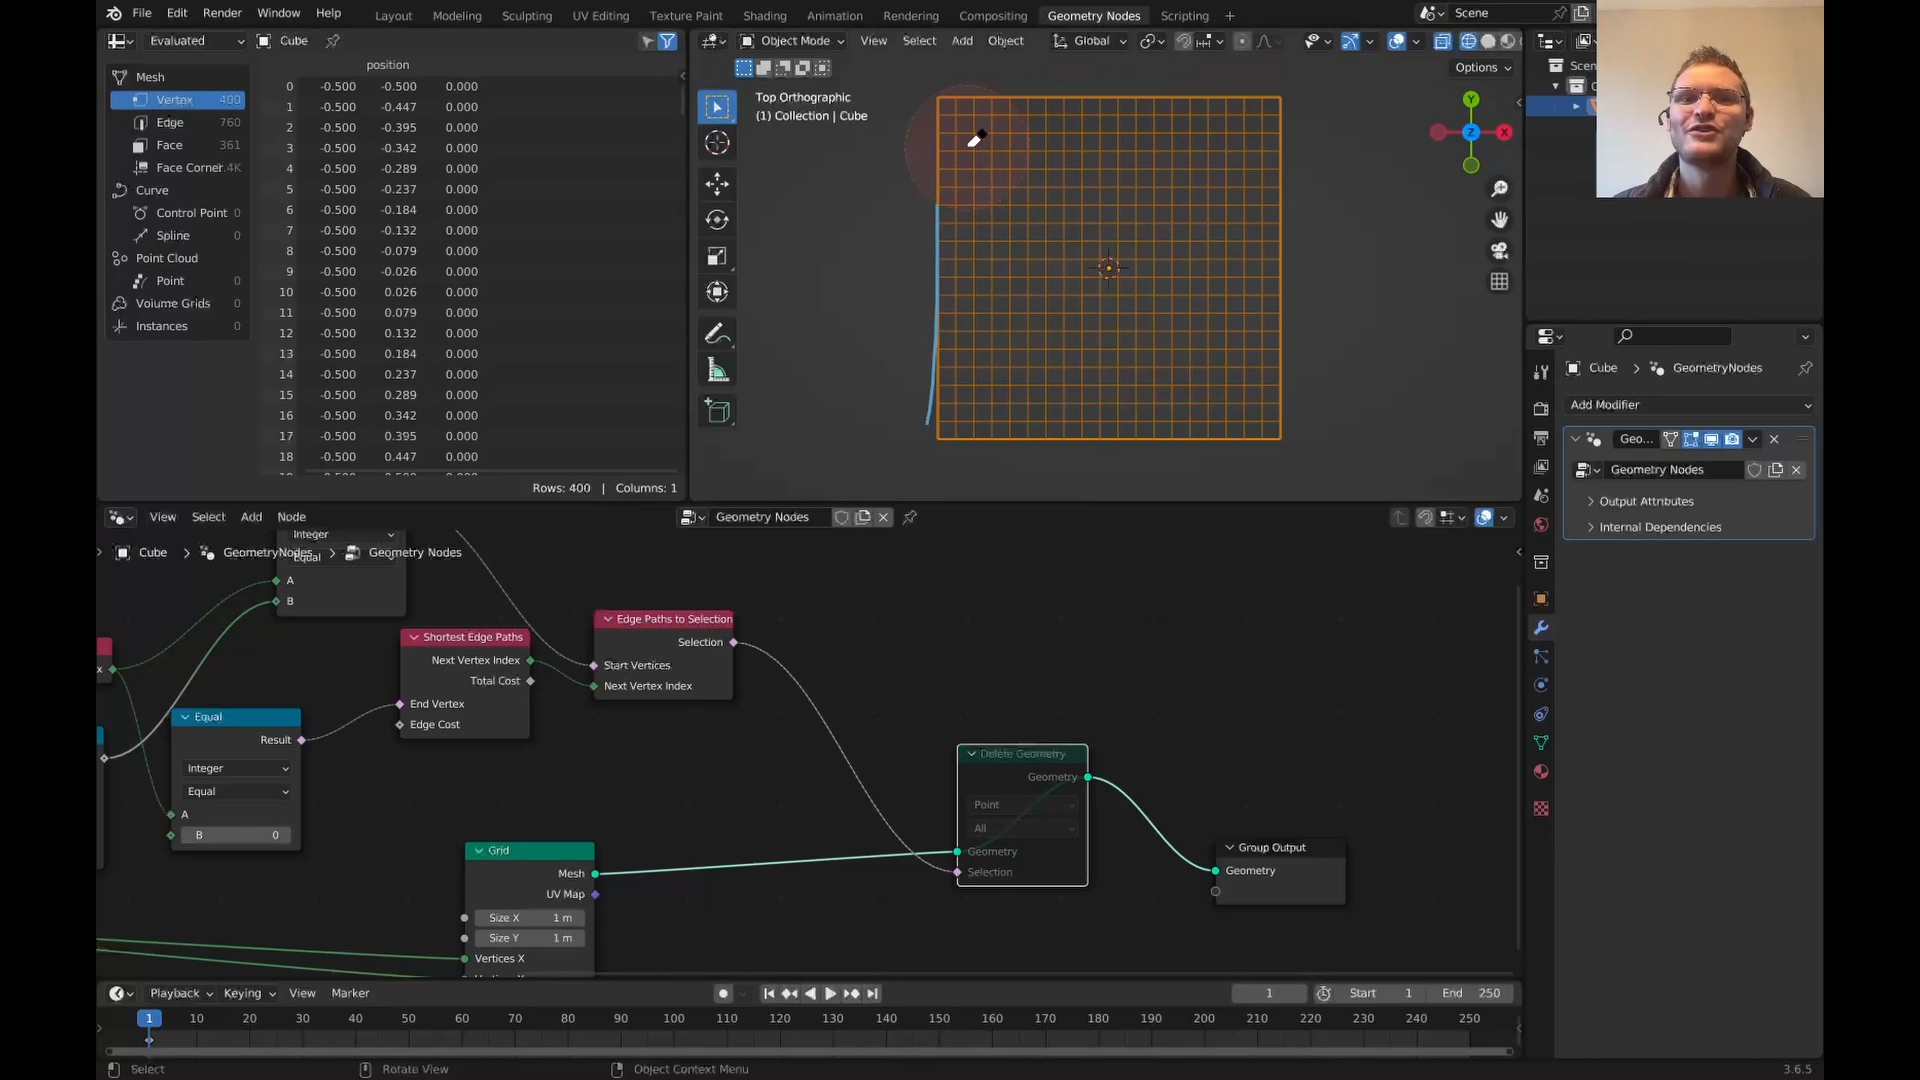 File Edit Render Window Help
Layout Modeling Sculpting UV Editing Texture Paint Shading Animation Rendering Compositing Geometry Nodes Scripting +
Scene
Evaluated Cube
Object Mode View Select Add Object Global
Options
Mesh
Vertex 400
Edge 760
Face 361
Face Corner .4K
Curve
Control Point 0
Spline 0
Point Cloud
Point 0
Volume Grids 0
Instances 0
position
0 -0.500 -0.500 0.000
1 -0.500 -0.447 0.000
2 -0.500 -0.395 0.000
3 -0.500 -0.342 0.000
4 -0.500 -0.289 0.000
5 -0.500 -0.237 0.000
6 -0.500 -0.184 0.000
7 -0.500 -0.132 0.000
8 -0.500 -0.079 0.000
9 -0.500 -0.026 0.000
10 -0.500 0.026 0.000
11 -0.500 0.079 0.000
12 -0.500 0.132 0.000
13 -0.500 0.184 0.000
14 -0.500 0.237 0.000
15 -0.500 0.289 0.000
16 -0.500 0.342 0.000
17 -0.500 0.395 0.000
18 -0.500 0.447 0.000
Rows: 400 | Columns: 1
Top Orthographic
(1) Collection | Cube
Y
Z
X
Scen
Cube > GeometryNodes
Add Modifier
Geo...
Geometry Nodes
Output Attributes
Internal Dependencies
View Select Add Node
Geometry Nodes
Cube > GeometryNodes > Geometry Nodes
Integer
Equal
A
B
x
Equal
Result
Integer
Equal
A
B 0
Shortest Edge Paths
Next Vertex Index
Total Cost
End Vertex
Edge Cost
Edge Paths to Selection
Selection
Start Vertices
Next Vertex Index
Grid
Mesh
UV Map
Size X 1 m
Size Y 1 m
Vertices X
Delete Geometry
Geometry
Point
All
Geometry
Selection
Group Output
Geometry
Playback Keying View Marker
1 Start 1 End 250
1 10 20 30 40 50 60 70 80 90 100 110 120 130 140 150 160 170 180 190 200 210 220 230 240 250
Select Rotate View Object Context Menu 3.6.5